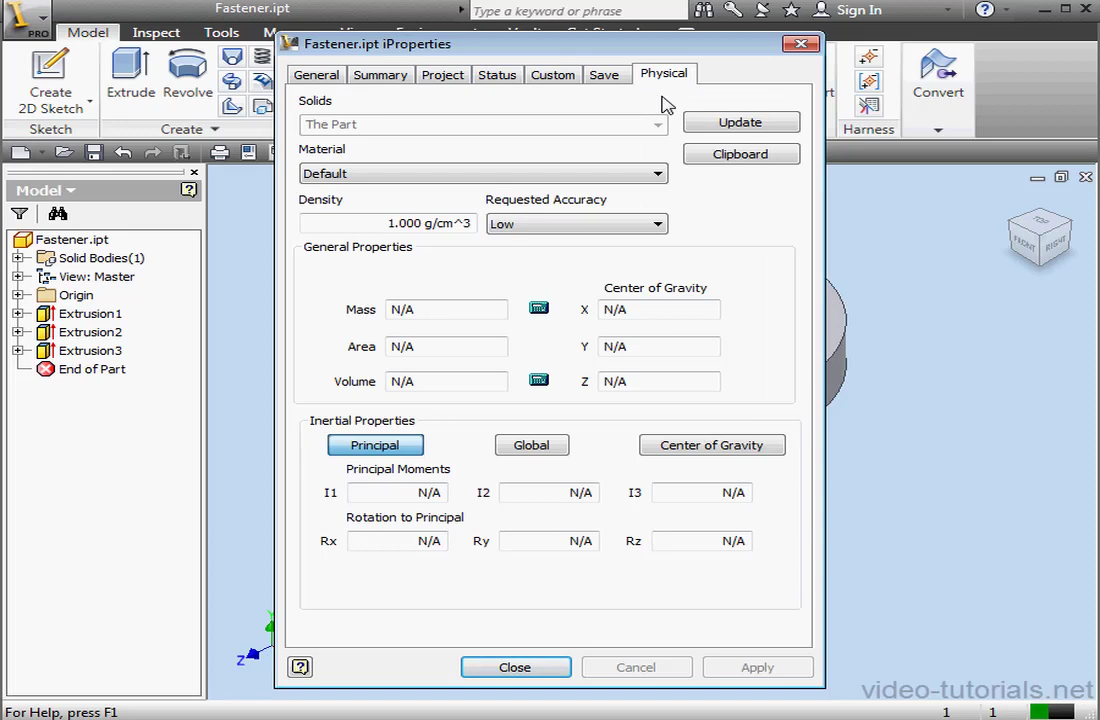 Fastener.ipt
Type a keyword or phrase
Sign In
PRO
Model
Inspect
Tools
Create
2D Sketch
Extrude
Revolve
Convert
Sketch
Create
Harness
Model
Fastener.ipt
Solid Bodies(1)
View: Master
Origin
Extrusion1
Extrusion2
Extrusion3
End of Part
Fastener.ipt iProperties
General
Summary
Project
Status
Custom
Save
Physical
Solids
The Part
Update
Material
Clipboard
Default
Density
Requested Accuracy
1.000 g/cm^3
Low
General Properties
Center of Gravity
Mass N/A X N/A
Area N/A Y N/A
Volume N/A Z N/A
Inertial Properties
Principal
Global
Center of Gravity
Principal Moments
I1 N/A I2 N/A I3 N/A
Rotation to Principal
Rx N/A Ry N/A Rz N/A
Close
Cancel
Apply
TOP
FRONT
RIGHT
Z
video-tutorials.net
For Help, press F1
1
1